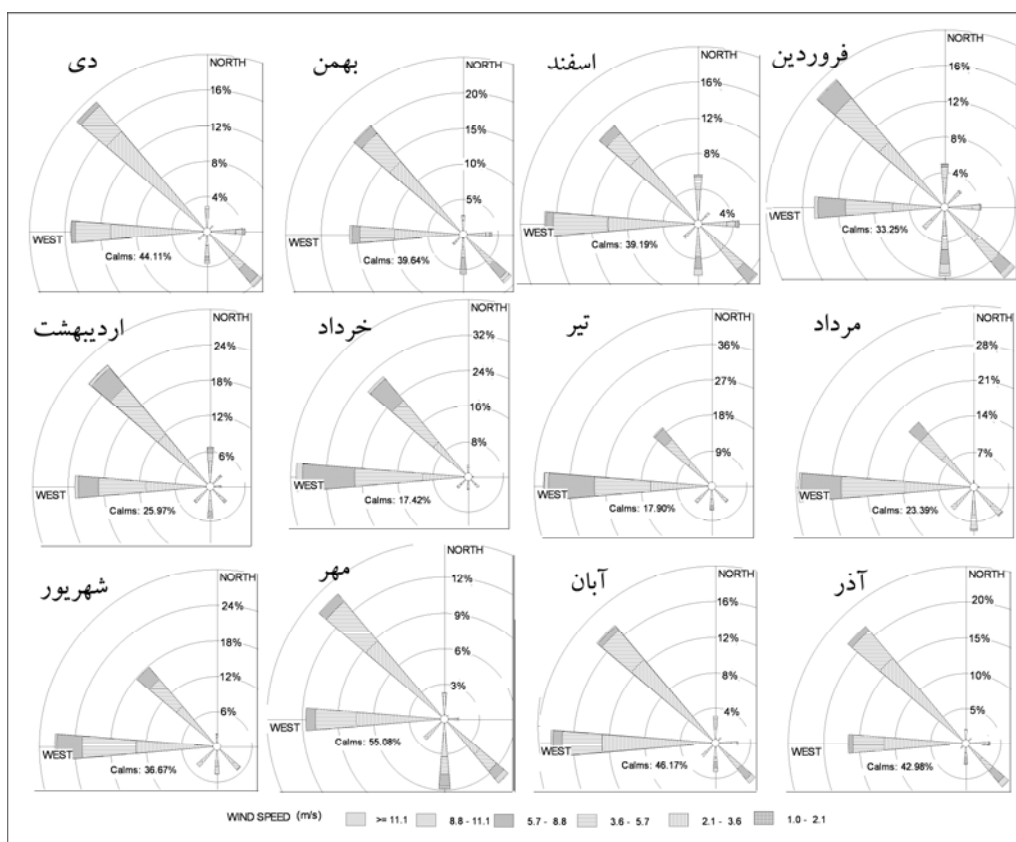 دی
NORTH
16%
12%
8%
4%
WEST
Calms: 44.11%
بهمن
NORTH
20%
15%
10%
5%
WEST
Calms: 39.64%
اسفند
NORTH
16%
12%
8%
4%
WEST
Calms: 39.19%
فروردین
NORTH
16%
12%
8%
4%
WEST
Calms: 33.25%
اردیبهشت
NORTH
24%
18%
12%
6%
WEST
Calms: 25.97%
خرداد
NORTH
32%
24%
16%
8%
WEST
Calms: 17.42%
تیر
NORTH
36%
27%
18%
9%
WEST
Calms: 17.90%
مرداد
NORTH
28%
21%
14%
7%
WEST
Calms: 23.39%
شهریور
NORTH
24%
18%
12%
6%
WEST
Calms: 36.67%
مهر
NORTH
12%
9%
6%
3%
WEST
Calms: 55.08%
آبان
NORTH
16%
12%
8%
4%
WEST
Calms: 46.17%
آذر
NORTH
20%
15%
10%
5%
WEST
Calms: 42.98%
WIND SPEED (m/s) >= 11.1 8.8 - 11.1 5.7 - 8.8 3.6 - 5.7 2.1 - 3.6 1.0 - 2.1